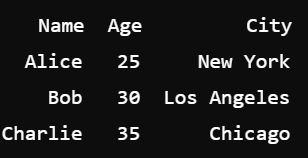 Name Age City
Alice 25 New York
Bob 30 Los Angeles
Charlie 35 Chicago